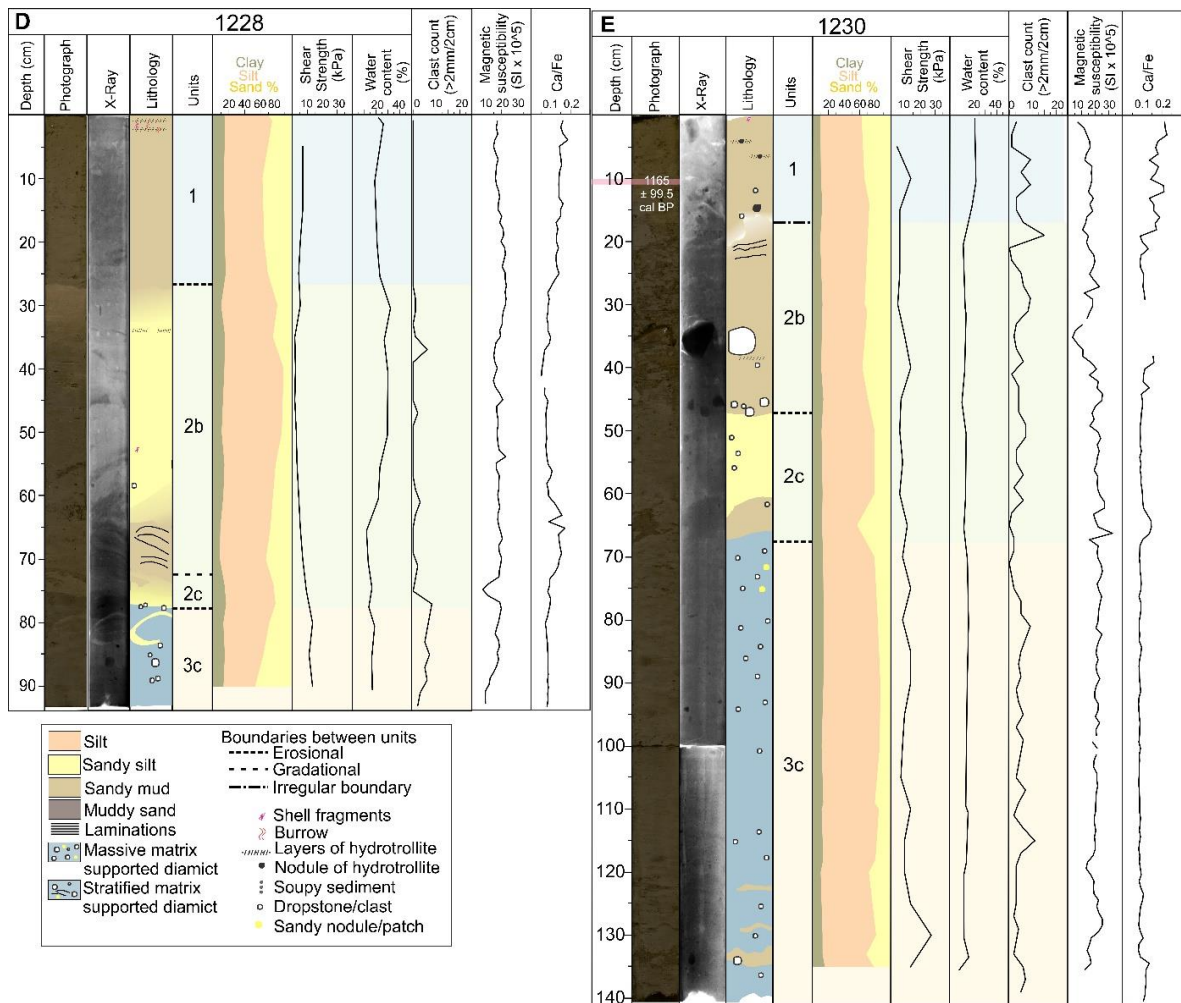 D 1228
Depth (cm) Photograph X-Ray Lithology Units Clay Silt Sand % Shear Strength (kPa) Water content (%) Clast count (>2mm/2cm) Magnetic susceptibility (SI x 10^5) Ca/Fe
20 40 60 80 10 20 30 20 40 0 10 20 10 20 30 0.1 0.2
10
1
20
30
40
2b
50
60
70
2c
80
3c
90
Silt
Sandy silt
Sandy mud
Muddy sand
Laminations
Massive matrix
supported diamict
Stratified matrix
supported diamict
Boundaries between units
Erosional
Gradational
Irregular boundary
Shell fragments
Burrow
Layers of hydrotrollite
Nodule of hydrotrollite
Soupy sediment
Dropstone/clast
Sandy nodule/patch
E 1230
Depth (cm) Photograph X-Ray Lithology Units Clay Silt Sand % Shear Strength (kPa) Water content (%) Clast count (>2mm/2cm) Magnetic susceptibility (SI x 10^5) Ca/Fe
20 40 60 80 10 20 30 20 40 0 10 20 10 20 30 0.1 0.2
1
10
1165
± 99.5
cal BP
20
30
2b
40
50
2c
60
70
80
90
100
3c
110
120
130
140